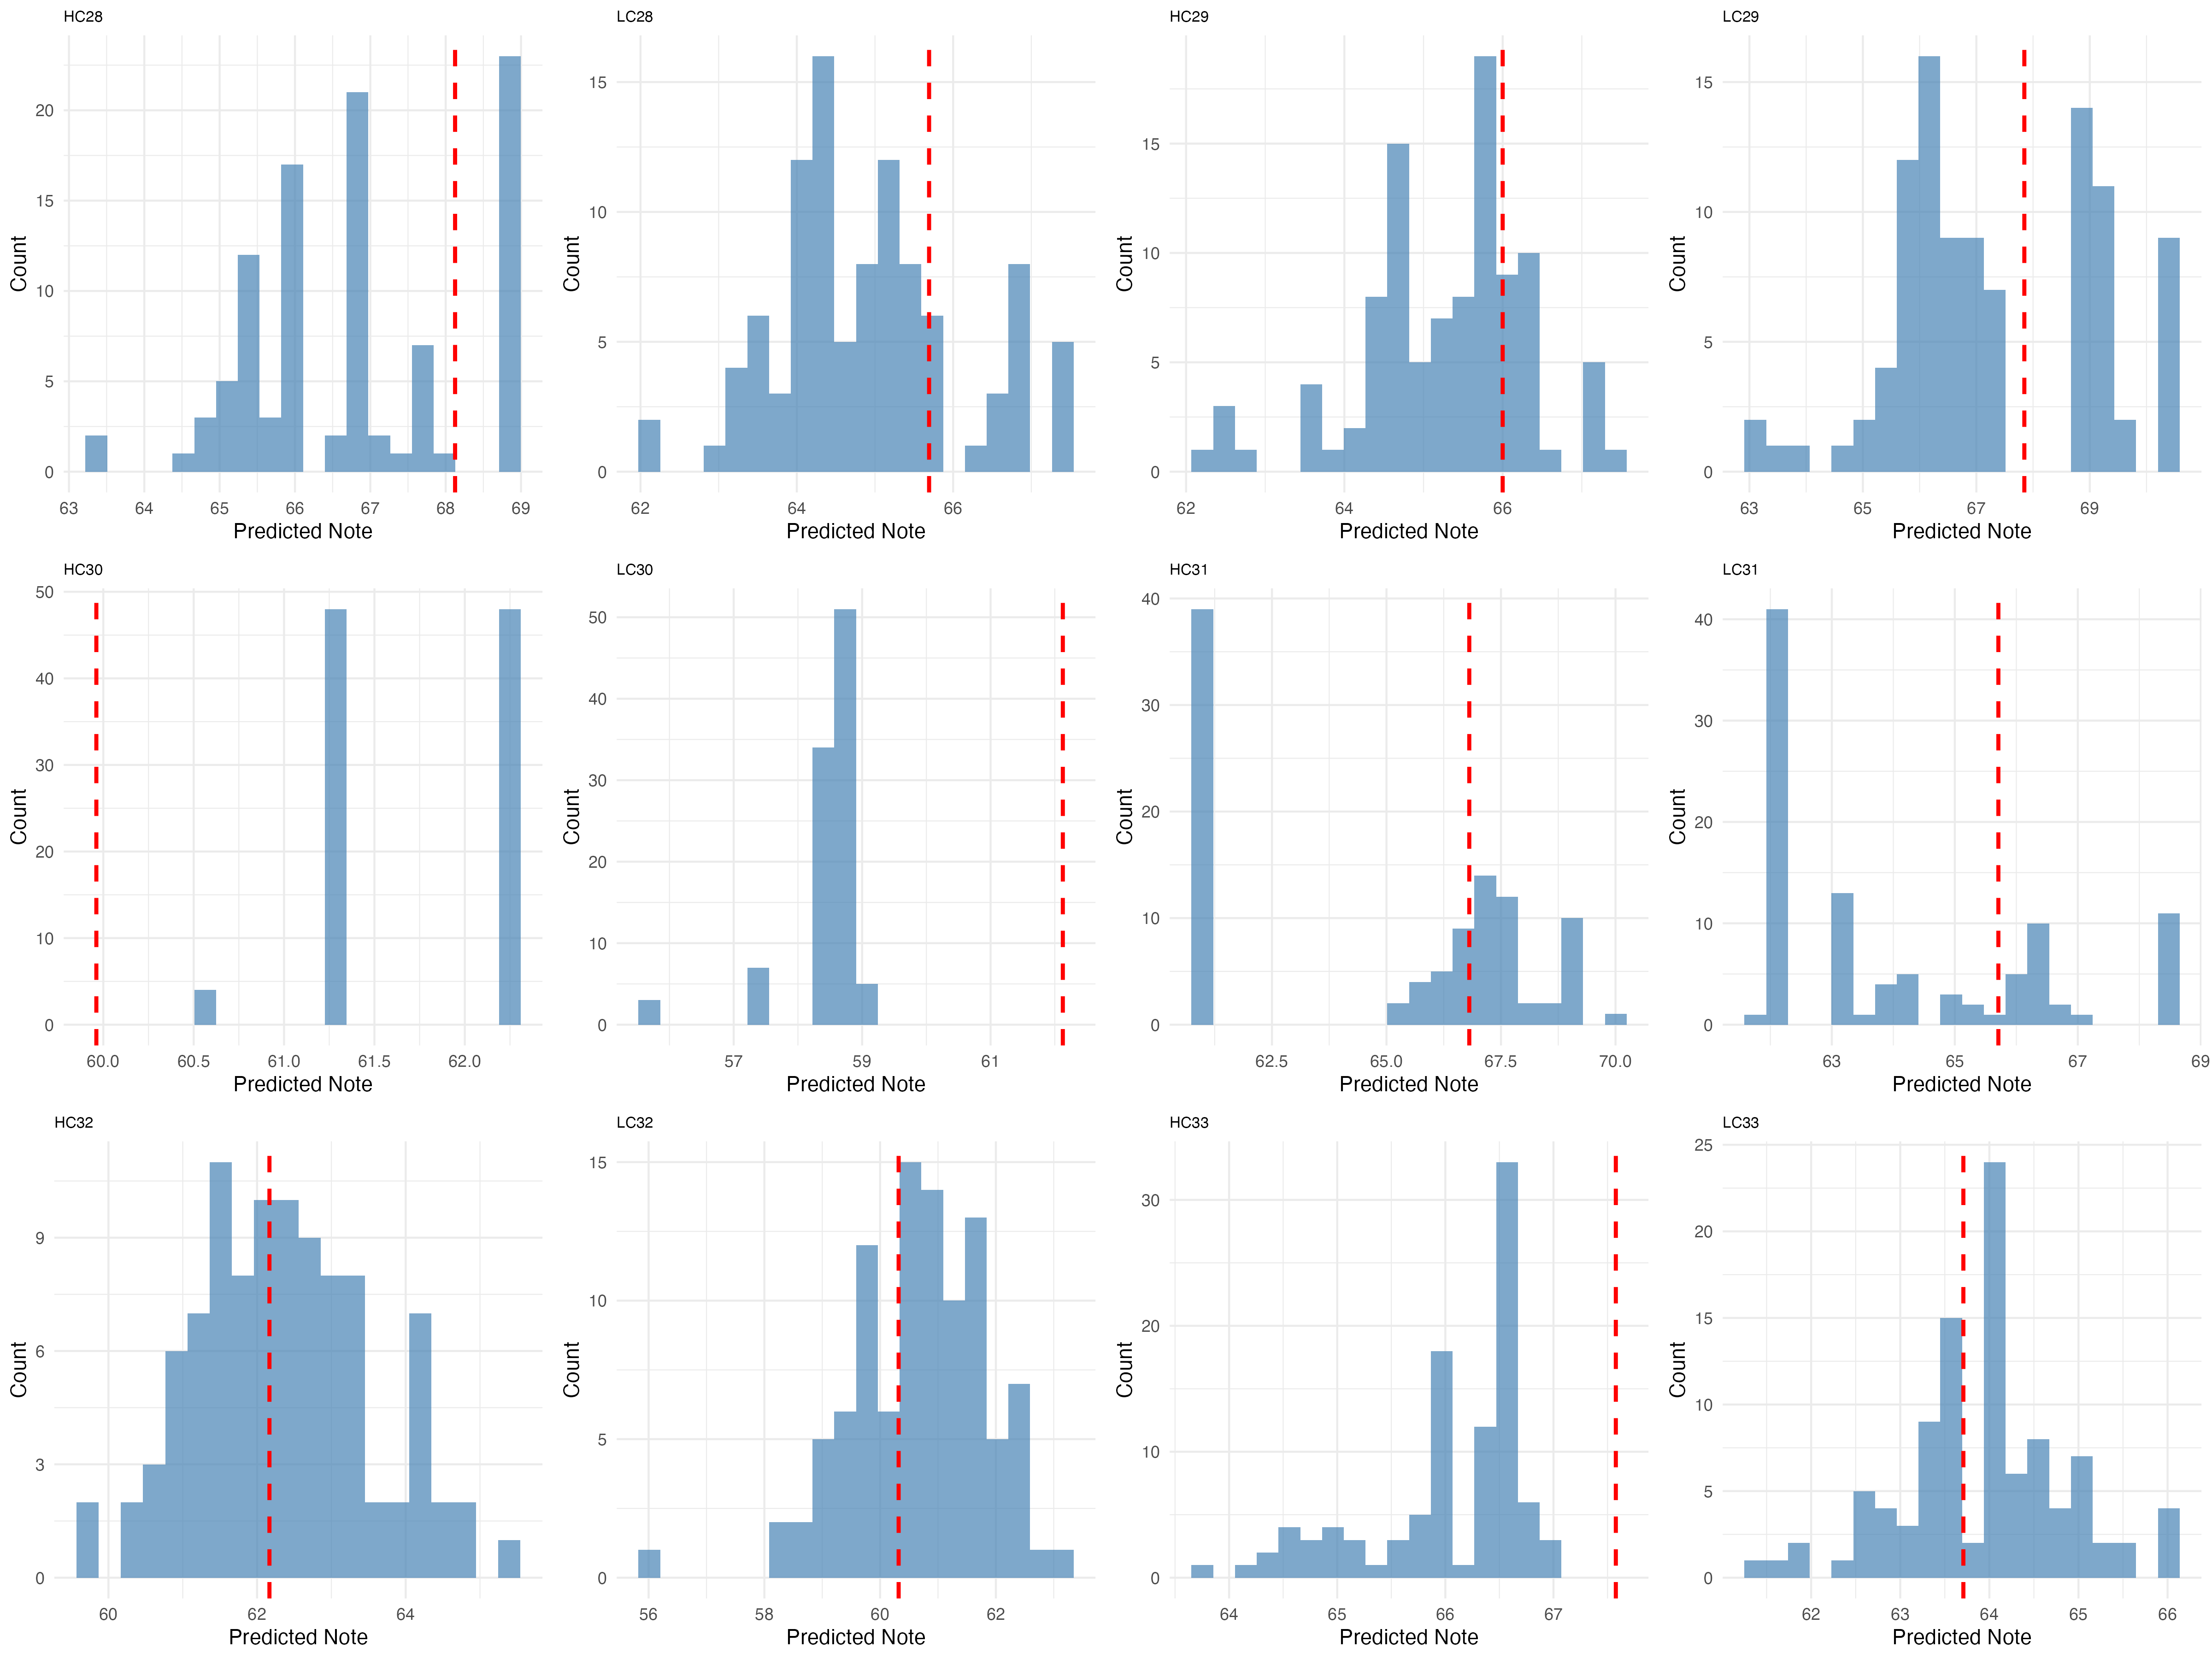 HC28
20
15
10
5
0
Count
63 64 65 66 67 68 69
Predicted Note
LC28
15
10
5
0
Count
62 64 66
Predicted Note
HC29
15
10
5
0
Count
62 64 66
Predicted Note
LC29
15
10
5
0
Count
63 65 67 69
Predicted Note
HC30
50
40
30
20
10
0
Count
60.0 60.5 61.0 61.5 62.0
Predicted Note
LC30
50
40
30
20
10
0
Count
57 59 61
Predicted Note
HC31
40
30
20
10
0
Count
62.5 65.0 67.5 70.0
Predicted Note
LC31
40
30
20
10
0
Count
63 65 67 69
Predicted Note
HC32
9
6
3
0
Count
60 62 64
Predicted Note
LC32
15
10
5
0
Count
56 58 60 62
Predicted Note
HC33
30
20
10
0
Count
64 65 66 67
Predicted Note
LC33
25
20
15
10
5
0
Count
62 63 64 65 66
Predicted Note